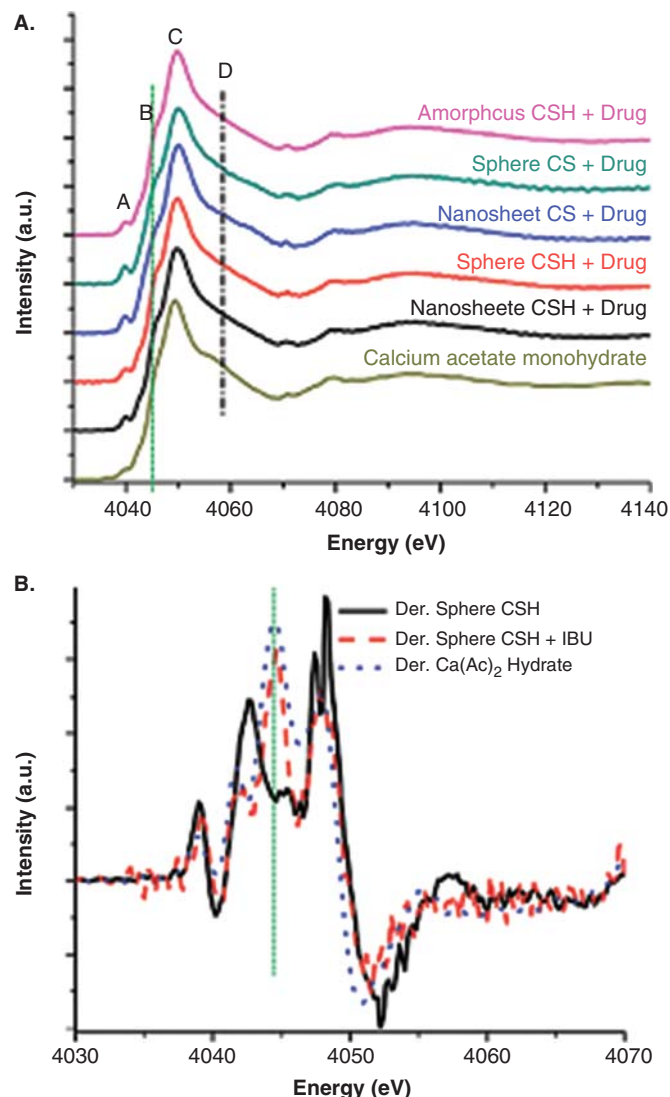 A.
C
D
B
A
Amorphcus CSH + Drug
Sphere CS + Drug
Nanosheet CS + Drug
Sphere CSH + Drug
Nanosheete CSH + Drug
Calcium acetate monohydrate
Intensity (a.u.)
4040 4060 4080 4100 4120 4140
Energy (eV)
B.
Der. Sphere CSH
Der. Sphere CSH + IBU
Der. Ca(Ac)2 Hydrate
Intensity (a.u.)
4030 4040 4050 4060 4070
Energy (eV)